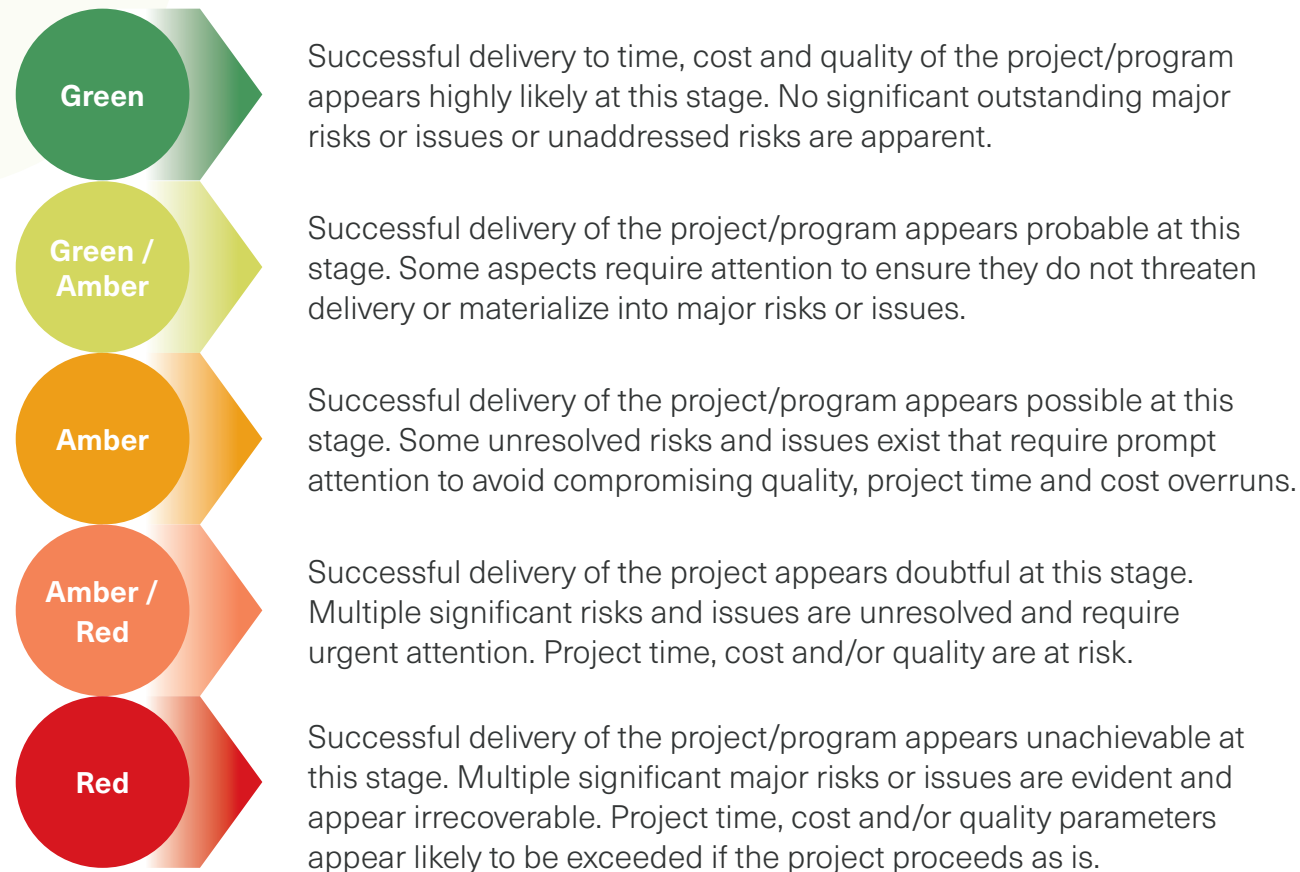 Green
Successful delivery to time, cost and quality of the project/program
appears highly likely at this stage. No significant outstanding major
risks or issues or unaddressed risks are apparent.
Green /
Amber
Successful delivery of the project/program appears probable at this
stage. Some aspects require attention to ensure they do not threaten
delivery or materialize into major risks or issues.
Amber
Successful delivery of the project/program appears possible at this
stage. Some unresolved risks and issues exist that require prompt
attention to avoid compromising quality, project time and cost overruns.
Amber /
Red
Successful delivery of the project appears doubtful at this stage.
Multiple significant risks and issues are unresolved and require
urgent attention. Project time, cost and/or quality are at risk.
Red
Successful delivery of the project/program appears unachievable at
this stage. Multiple significant major risks or issues are evident and
appear irrecoverable. Project time, cost and/or quality parameters
appear likely to be exceeded if the project proceeds as is.